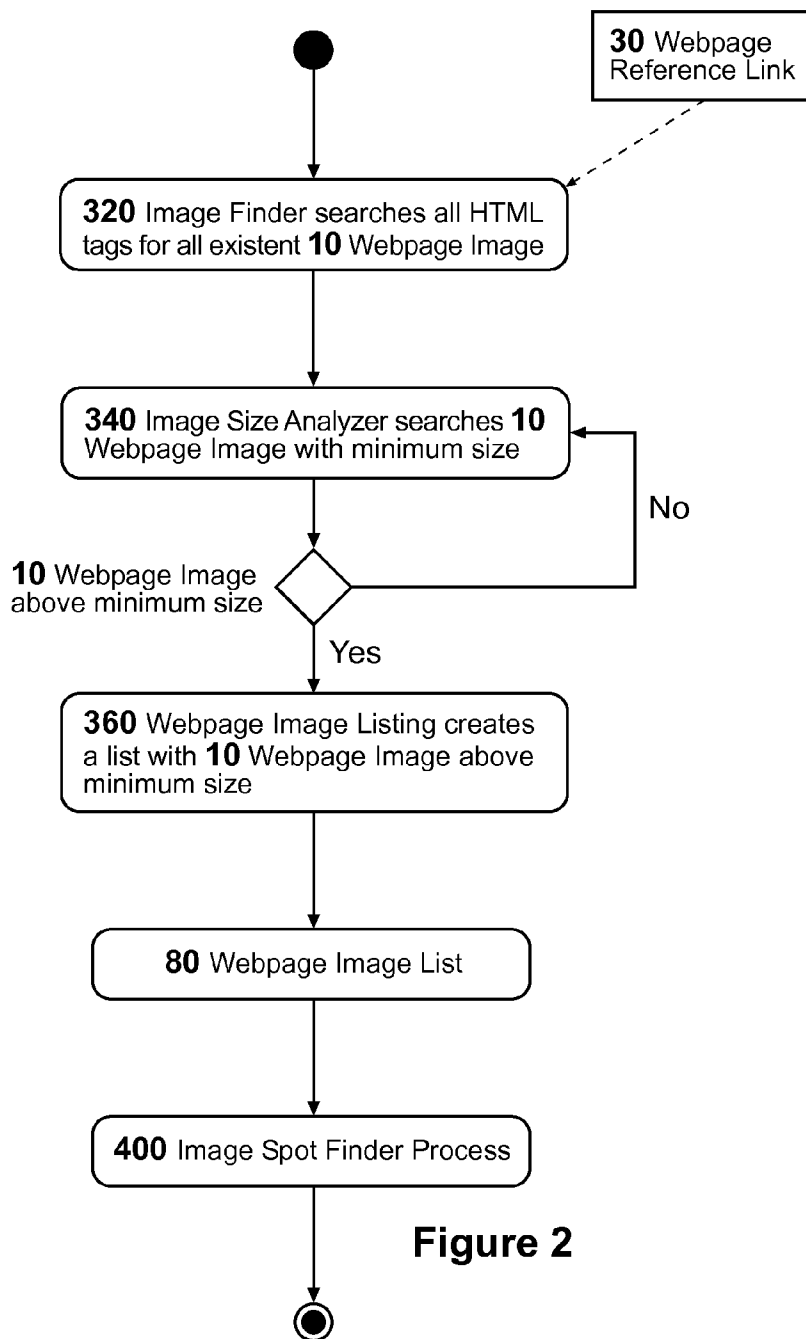 30 Webpage
Reference Link
320 Image Finder searches all HTML
tags for all existent 10 Webpage Image
340 Image Size Analyzer searches 10
Webpage Image with minimum size
No
10 Webpage Image
above minimum size
Yes
360 Webpage Image Listing creates
a list with 10 Webpage Image above
minimum size
80 Webpage Image List
400 Image Spot Finder Process
Figure 2